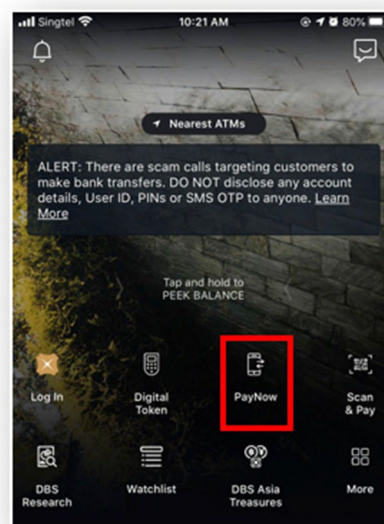 Singtel 10:21 AM 80%
Nearest ATMs
ALERT: There are scam calls targeting customers to
make bank transfers. DO NOT disclose any account
details, User ID, PINs or SMS OTP to anyone. Learn
More
Tap and hold to
PEEK BALANCE
Log In Digital PayNow Scan
Token & Pay
DBS Watchlist DBS Asia More
Research Treasures